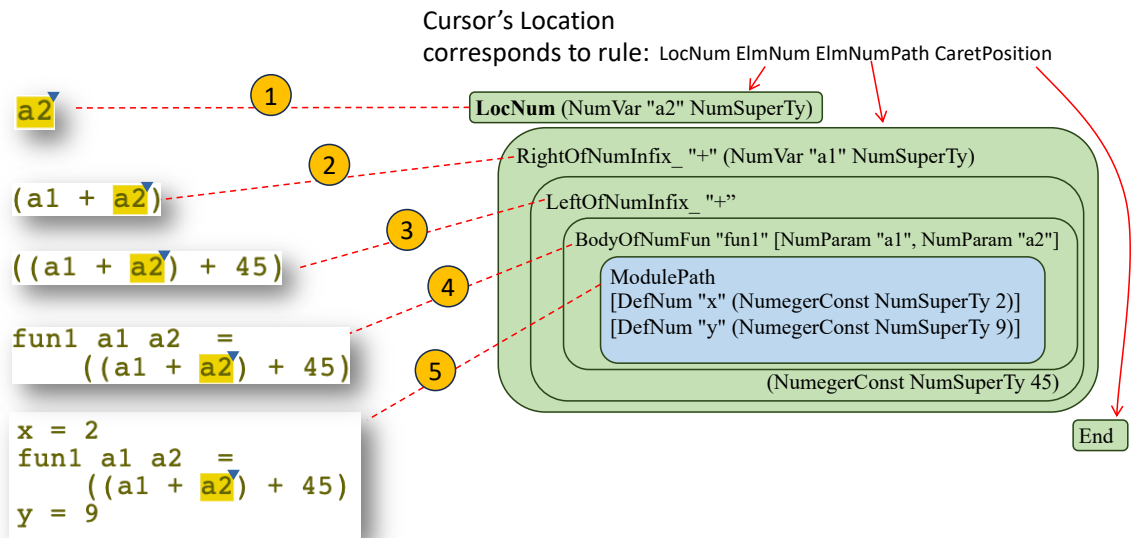 Cursor’s Location
corresponds to rule: LocNum ElmNum ElmNumPath CaretPosition
a2
1
LocNum (NumVar "a2" NumSuperTy)
2
RightOfNumInfix_ "+" (NumVar "a1" NumSuperTy)
(a1 + a2)
LeftOfNumInfix_ "+”
3
((a1 + a2) + 45)
BodyOfNumFun "fun1" [NumParam "a1", NumParam "a2"]
4
ModulePath
[DefNum "x" (NumegerConst NumSuperTy 2)]
[DefNum "y" (NumegerConst NumSuperTy 9)]
fun1 a1 a2  =
((a1 + a2) + 45)
5
(NumegerConst NumSuperTy 45)
End
x = 2
fun1 a1 a2  =
((a1 + a2) + 45)
y = 9